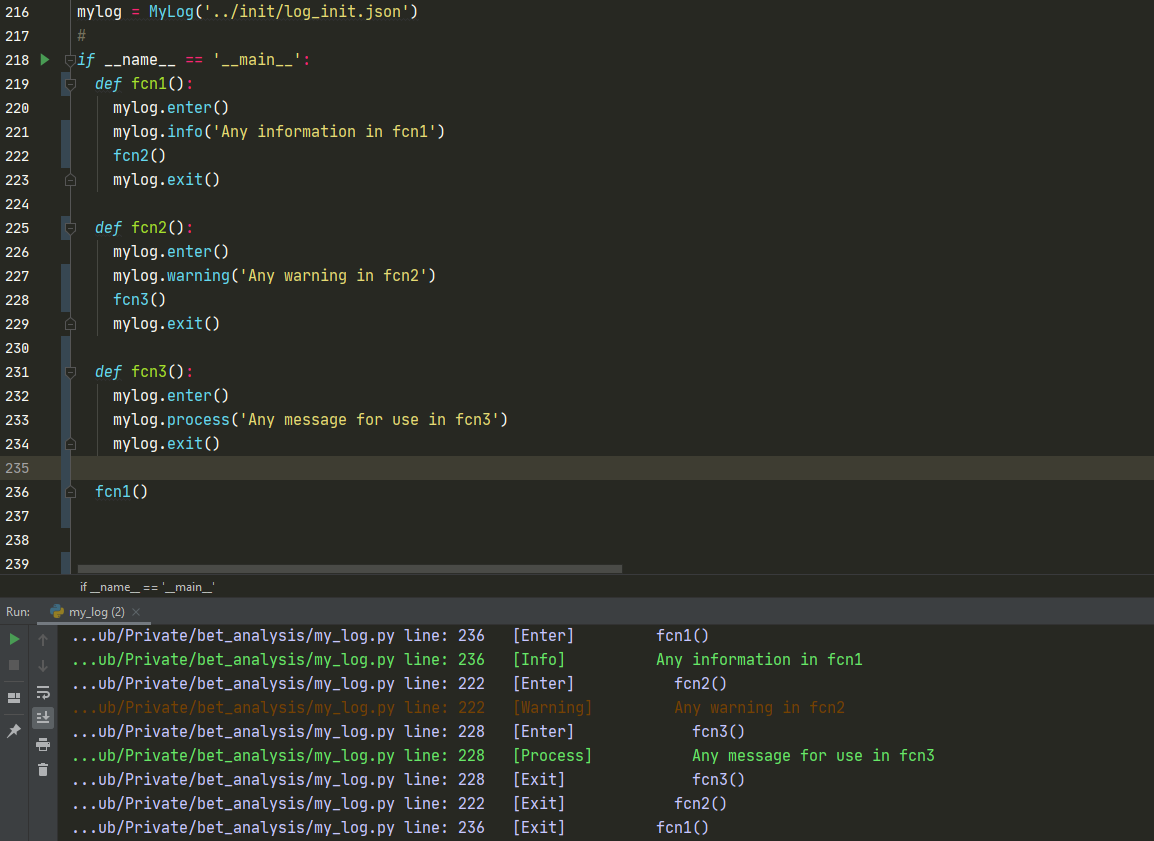 216 mylog = MyLog('../init/log_init.json')
217 #
218 if __name__ == '__main__':
219 def fcn1():
220 mylog.enter()
221 mylog.info('Any information in fcn1')
222 fcn2()
223 mylog.exit()
224
225 def fcn2():
226 mylog.enter()
227 mylog.warning('Any warning in fcn2')
228 fcn3()
229 mylog.exit()
230
231 def fcn3():
232 mylog.enter()
233 mylog.process('Any message for use in fcn3')
234 mylog.exit()
235
236 fcn1()
237
238
239
if __name__ == '__main__'
Run: my_log (2)
...ub/Private/bet_analysis/my_log.py line: 236 [Enter] fcn1()
...ub/Private/bet_analysis/my_log.py line: 236 [Info] Any information in fcn1
...ub/Private/bet_analysis/my_log.py line: 222 [Enter] fcn2()
...ub/Private/bet_analysis/my_log.py line: 222 [Warning] Any warning in fcn2
...ub/Private/bet_analysis/my_log.py line: 228 [Enter] fcn3()
...ub/Private/bet_analysis/my_log.py line: 228 [Process] Any message for use in fcn3
...ub/Private/bet_analysis/my_log.py line: 228 [Exit] fcn3()
...ub/Private/bet_analysis/my_log.py line: 222 [Exit] fcn2()
...ub/Private/bet_analysis/my_log.py line: 236 [Exit] fcn1()